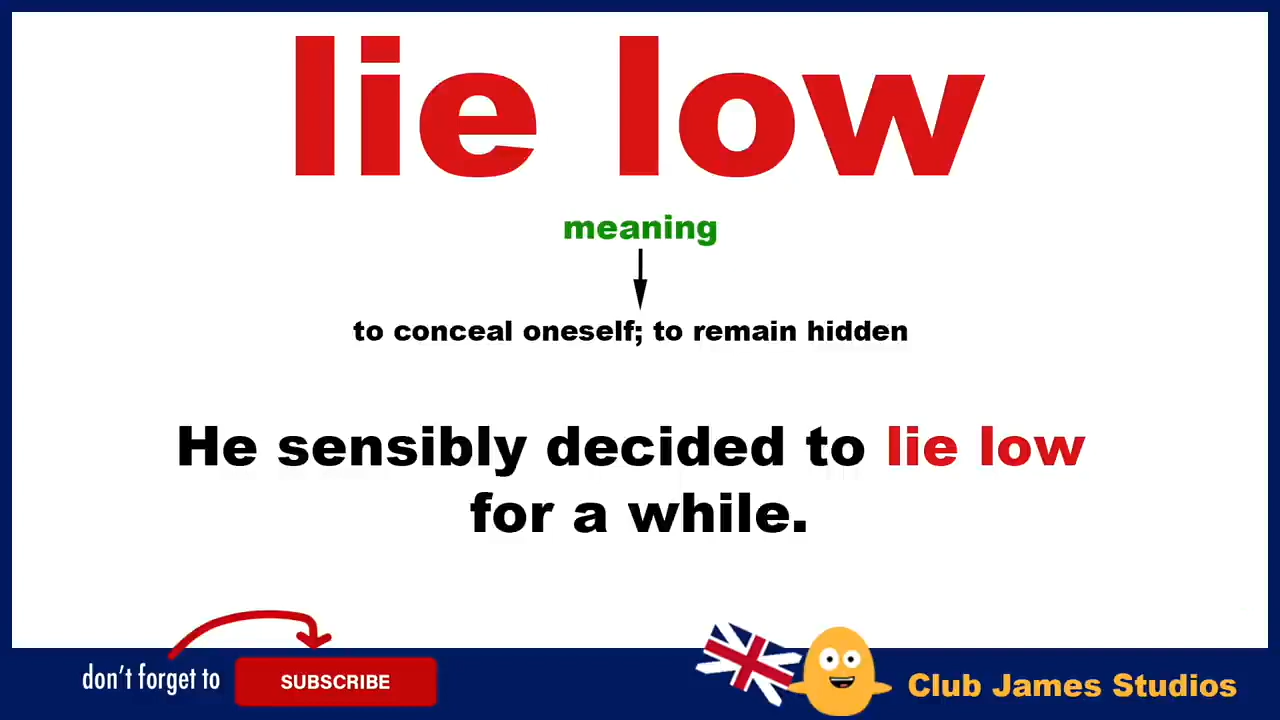 lie low
meaning
to conceal oneself; to remain hidden
He sensibly decided to lie low
for a while.
don't forget to
SUBSCRIBE
Club James Studios